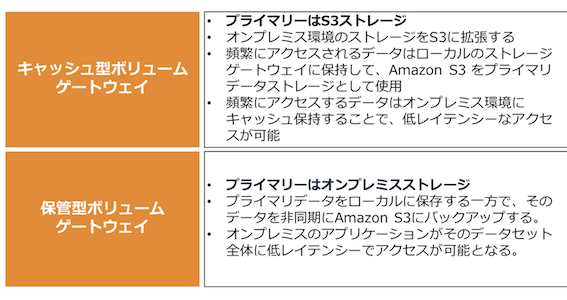 キャッシュ型ボリューム
ゲートウェイ
• プライマリーはS3ストレージ
• オンプレミス環境のストレージをS3に拡張する
• 頻繁にアクセスされるデータはローカルのストレージ
ゲートウェイに保持して、Amazon S3 をプライマリ
データストレージとして使用
• 頻繁にアクセスするデータはオンプレミス環境に
キャッシュ保持することで、低レイテンシーなアクセ
スが可能
保管型ボリューム
ゲートウェイ
• プライマリーはオンプレミスストレージ
• プライマリデータをローカルに保存する一方で、その
データを非同期にAmazon S3にバックアップする。
• オンプレミスのアプリケーションがそのデータセット
全体に低レイテンシーでアクセスが可能となる。